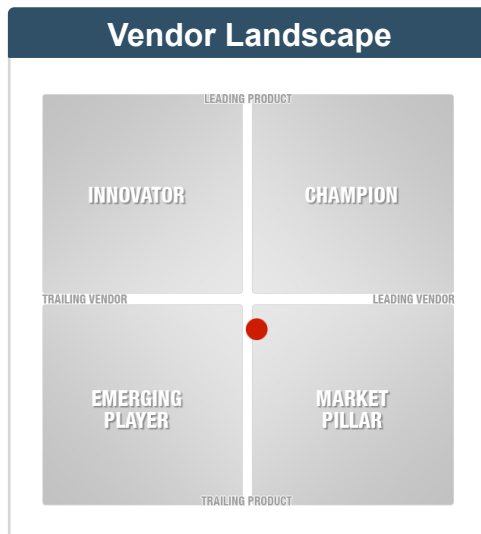 Vendor Landscape
LEADING PRODUCT
INNOVATOR
CHAMPION
TRAILING VENDOR
LEADING VENDOR
EMERGING
PLAYER
MARKET
PILLAR
TRAILING PRODUCT